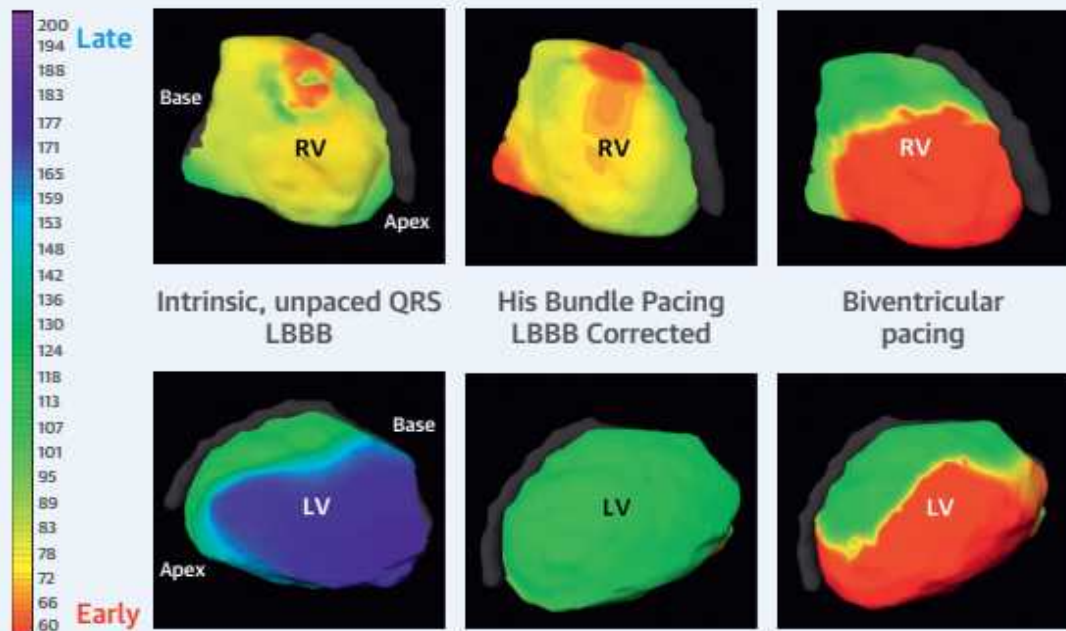 200
194
188
183
177
171
165
159
153
148
142
136
130
124
118
113
107
101
95
89
83
78
72
66
60
Late
Early
Base
RV
Apex
RV
RV
Intrinsic, unpaced QRS
LBBB
His Bundle Pacing
LBBB Corrected
Biventricular
pacing
Base
LV
Apex
LV
LV